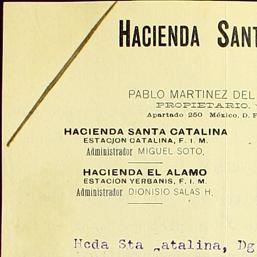 HACIENDA SANT
PABLO MARTINEZ DEL
PROPIETARIO.
Apartado 250 México, D. F
HACIENDA SANTA CATALINA
ESTACION CATALINA, F. I. M.
Administrador MIGUEL SOTO,
HACIENDA EL ALAMO
ESTACION YERBANIS, F. I. M.
Administrador DIONISIO SALAS H,
Hcda Sta Catalina, Dg